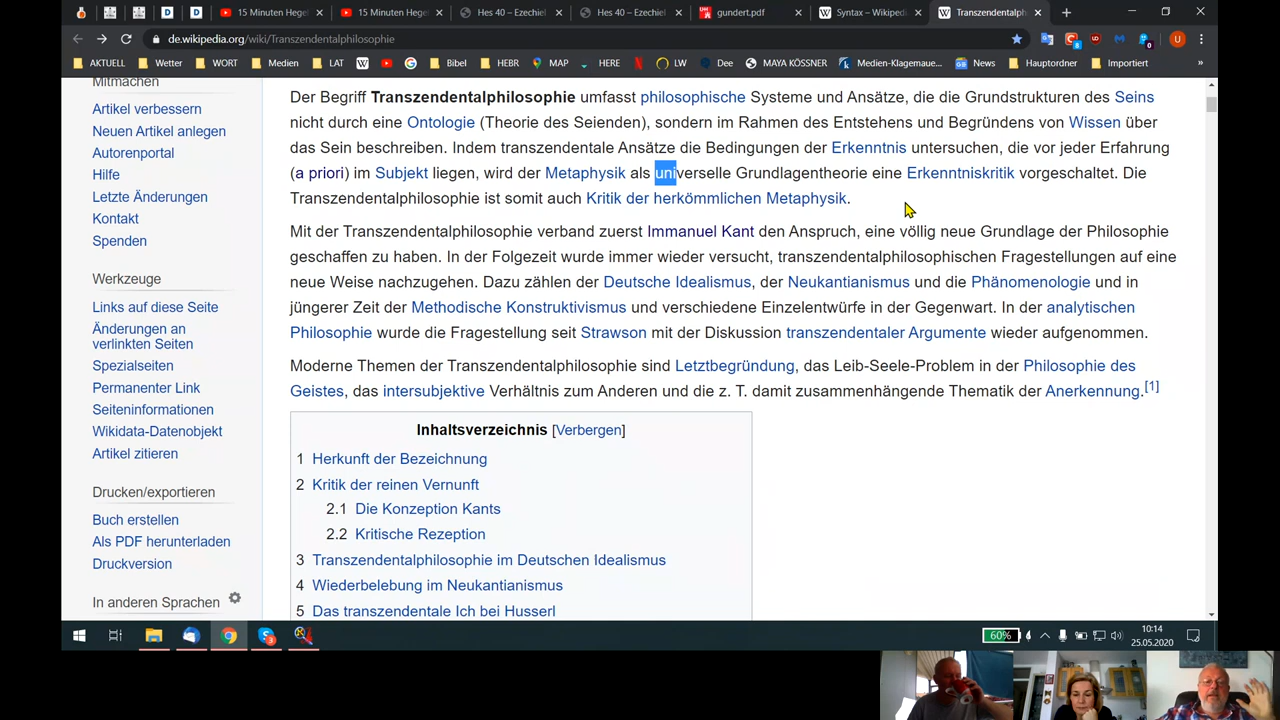 15 Minuten Hegel
15 Minuten Hegel
Hes 40 – Ezechiel
Hes 40 – Ezechiel
gundert.pdf
Syntax – Wikipedi
Transzendentalph
de.wikipedia.org/wiki/Transzendentalphilosophie
AKTUELL Wetter WORT Medien LAT Bibel HEBR MAP HERE LW Dee MAYA KÖSSNER Medien-Klagemaue... News Hauptordner Importiert »
Mitmachen
Artikel verbessern
Neuen Artikel anlegen
Autorenportal
Hilfe
Letzte Änderungen
Kontakt
Spenden
Werkzeuge
Links auf diese Seite
Änderungen an
verlinkten Seiten
Spezialseiten
Permanenter Link
Seiteninformationen
Wikidata-Datenobjekt
Artikel zitieren
Drucken/exportieren
Buch erstellen
Als PDF herunterladen
Druckversion
In anderen Sprachen
Der Begriff Transzendentalphilosophie umfasst philosophische Systeme und Ansätze, die die Grundstrukturen des Seins
nicht durch eine Ontologie (Theorie des Seienden), sondern im Rahmen des Entstehens und Begründens von Wissen über
das Sein beschreiben. Indem transzendentale Ansätze die Bedingungen der Erkenntnis untersuchen, die vor jeder Erfahrung
(a priori) im Subjekt liegen, wird der Metaphysik als universelle Grundlagentheorie eine Erkenntniskritik vorgeschaltet. Die
Transzendentalphilosophie ist somit auch Kritik der herkömmlichen Metaphysik.
Mit der Transzendentalphilosophie verband zuerst Immanuel Kant den Anspruch, eine völlig neue Grundlage der Philosophie
geschaffen zu haben. In der Folgezeit wurde immer wieder versucht, transzendentalphilosophischen Fragestellungen auf eine
neue Weise nachzugehen. Dazu zählen der Deutsche Idealismus, der Neukantianismus und die Phänomenologie und in
jüngerer Zeit der Methodische Konstruktivismus und verschiedene Einzelentwürfe in der Gegenwart. In der analytischen
Philosophie wurde die Fragestellung seit Strawson mit der Diskussion transzendentaler Argumente wieder aufgenommen.
Moderne Themen der Transzendentalphilosophie sind Letztbegründung, das Leib-Seele-Problem in der Philosophie des
Geistes, das intersubjektive Verhältnis zum Anderen und die z. T. damit zusammenhängende Thematik der Anerkennung.[1]
Inhaltsverzeichnis [Verbergen]
1 Herkunft der Bezeichnung
2 Kritik der reinen Vernunft
2.1 Die Konzeption Kants
2.2 Kritische Rezeption
3 Transzendentalphilosophie im Deutschen Idealismus
4 Wiederbelebung im Neukantianismus
5 Das transzendentale Ich bei Husserl
60%
10:14
25.05.2020